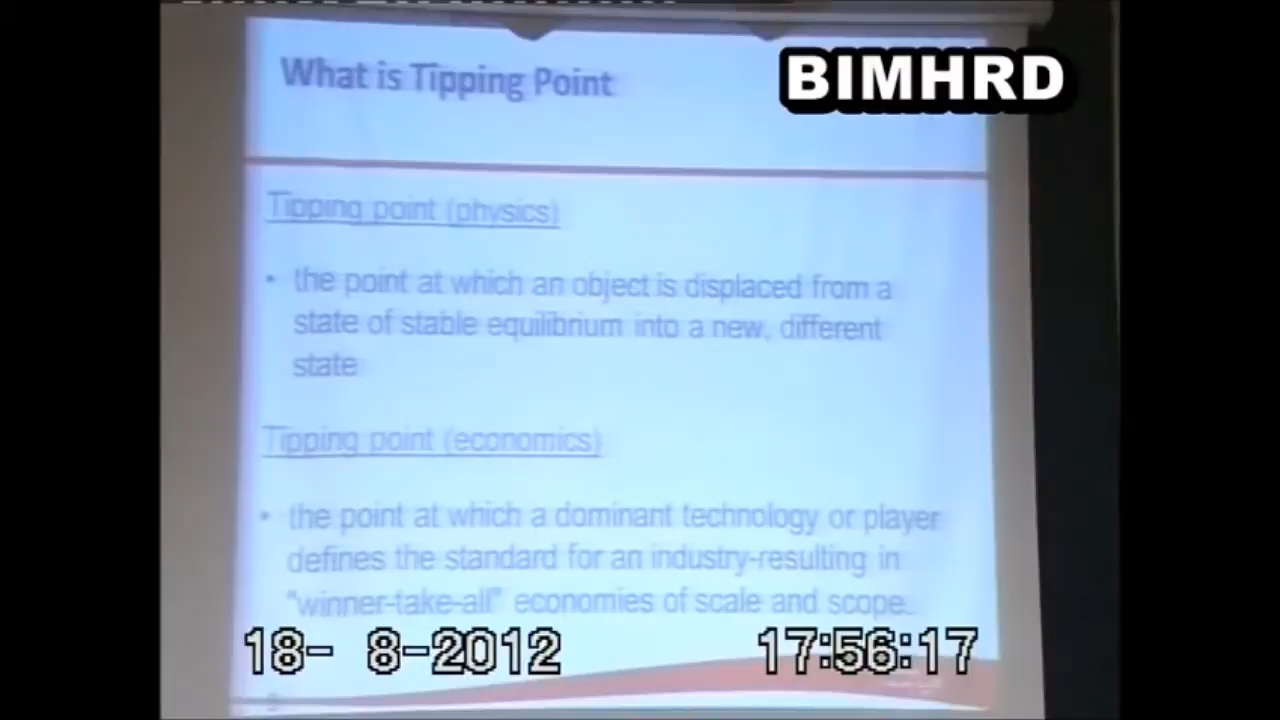 What is Tipping Point
BIMHRD
Tipping point (physics)
• the point at which an object is displaced from a
state of stable equilibrium into a new, different
state
Tipping point (economics)
• the point at which a dominant technology or player
defines the standard for an industry-resulting in
“winner-take-all” economies of scale and scope.
18- 8-2012
17:56:17